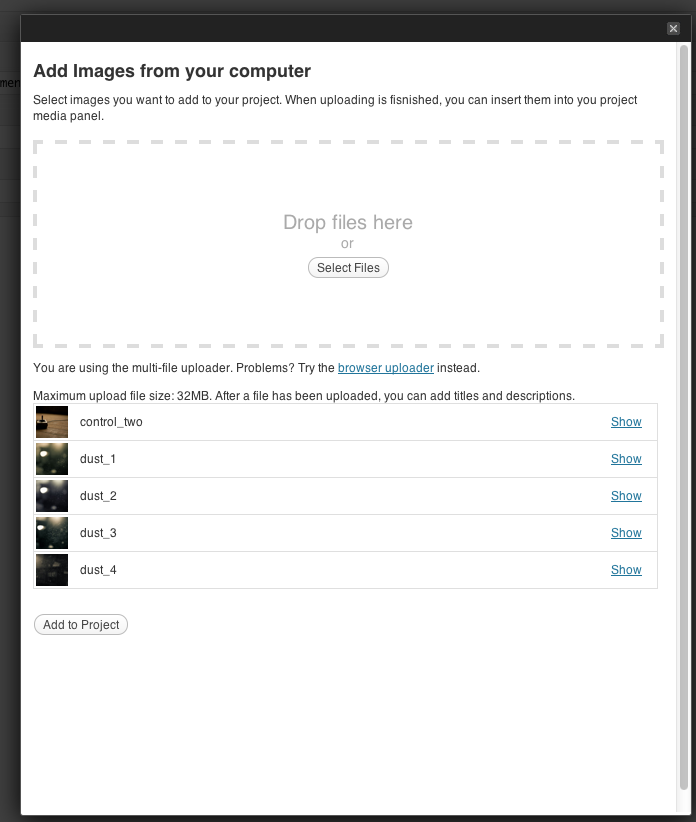 men
Add Images from your computer
Select images you want to add to your project. When uploading is fisnished, you can insert them into you project
media panel.
Drop files here
or
Select Files
You are using the multi-file uploader. Problems? Try the browser uploader instead.
Maximum upload file size: 32MB. After a file has been uploaded, you can add titles and descriptions.
control_two Show
dust_1 Show
dust_2 Show
dust_3 Show
dust_4 Show
Add to Project